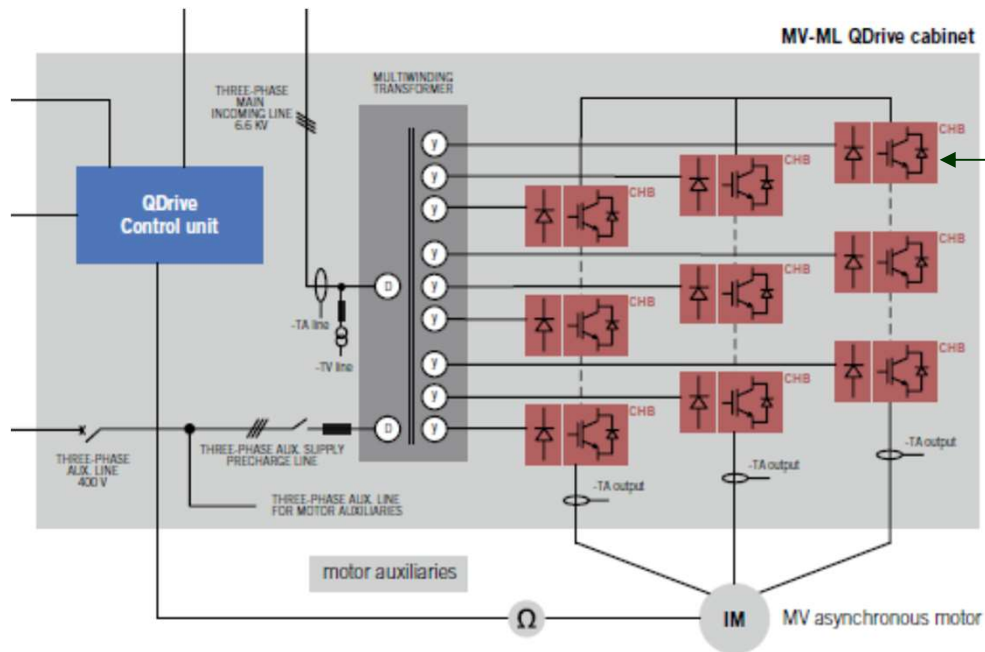 MV-ML QDrive cabinet
MULTIWINDING
TRANSFORMER
THREE-PHASE
MAIN
INCOMING LINE
6.6 KV
QDrive
Control unit
y
y
y
y
y
y
y
y
y
D
D
CHB
CHB
CHB
CHB
CHB
CHB
CHB
CHB
CHB
-TA line
-TV line
THREE-PHASE
AUX. LINE
400 V
THREE-PHASE AUX. SUPPLY
PRECHARGE LINE
THREE-PHASE AUX. LINE
FOR MOTOR AUXILIARIES
-TA output
-TA output
-TA output
motor auxiliaries
Ω
IM
MV asynchronous motor